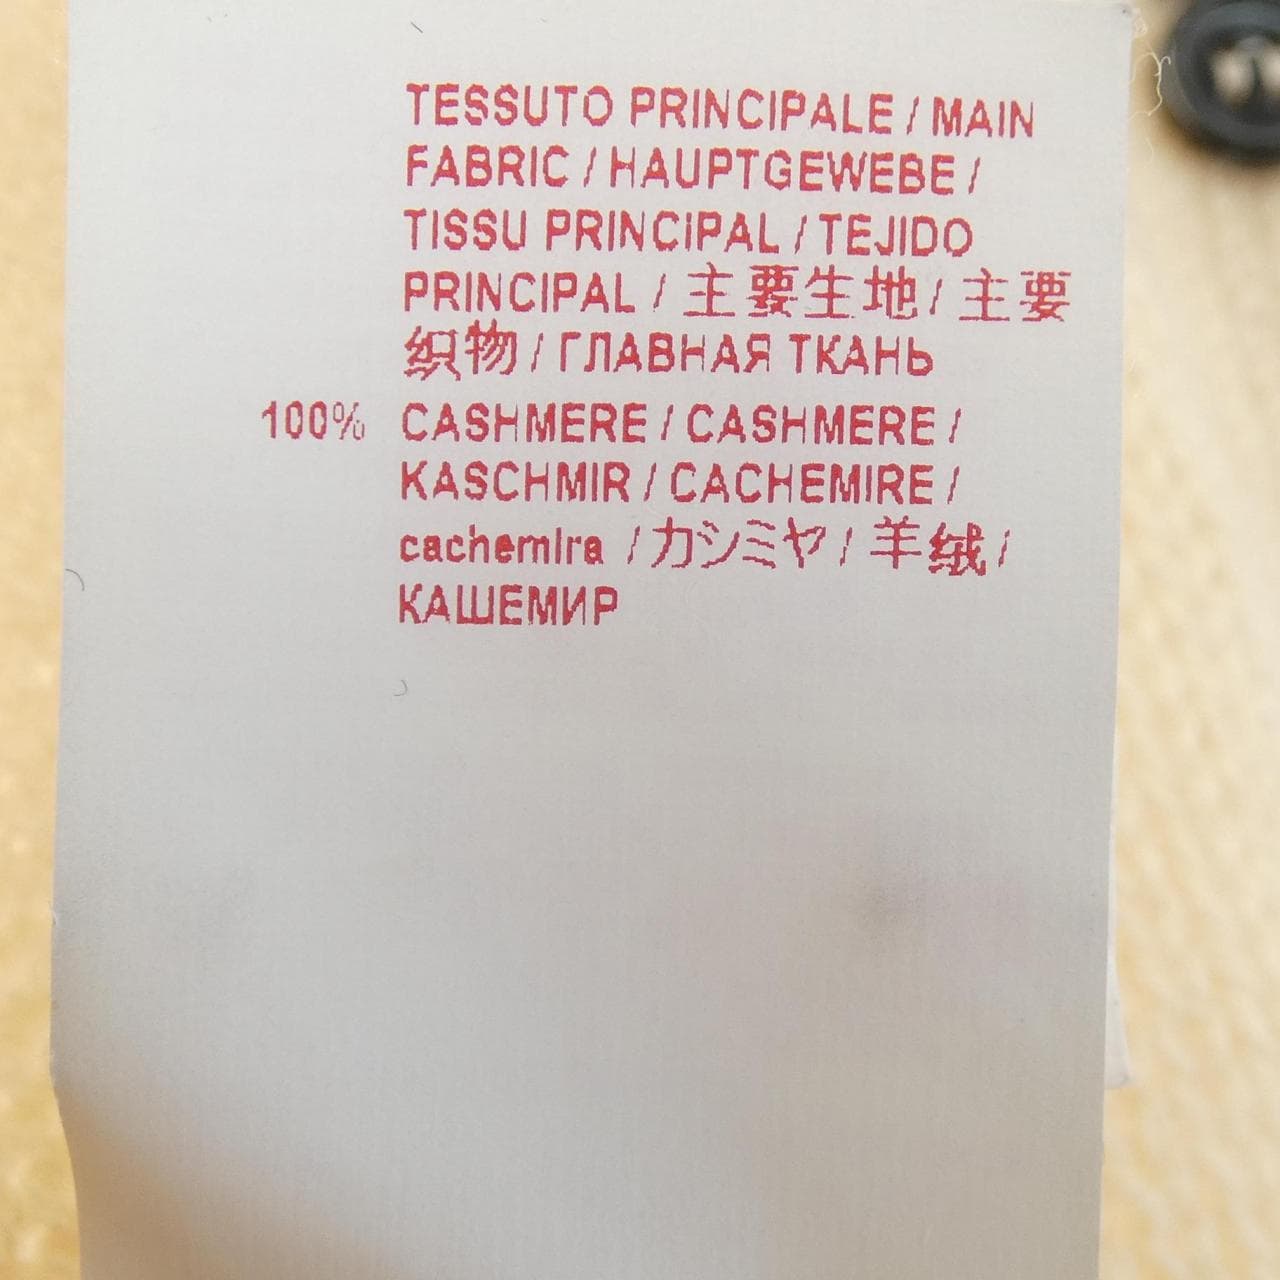 TESSUTO PRINCIPALE / MAIN
FABRIC / HAUPTGEWEBE /
TISSU PRINCIPAL / TEJIDO
PRINCIPAL / 主要生地 / 主要
织物 / ГЛАВНАЯ ТКАНЬ
100% CASHMERE / CASHMERE /
KASCHMIR / CACHEMIRE /
cachemira / カシミヤ / 羊绒 /
КАШЕМИР